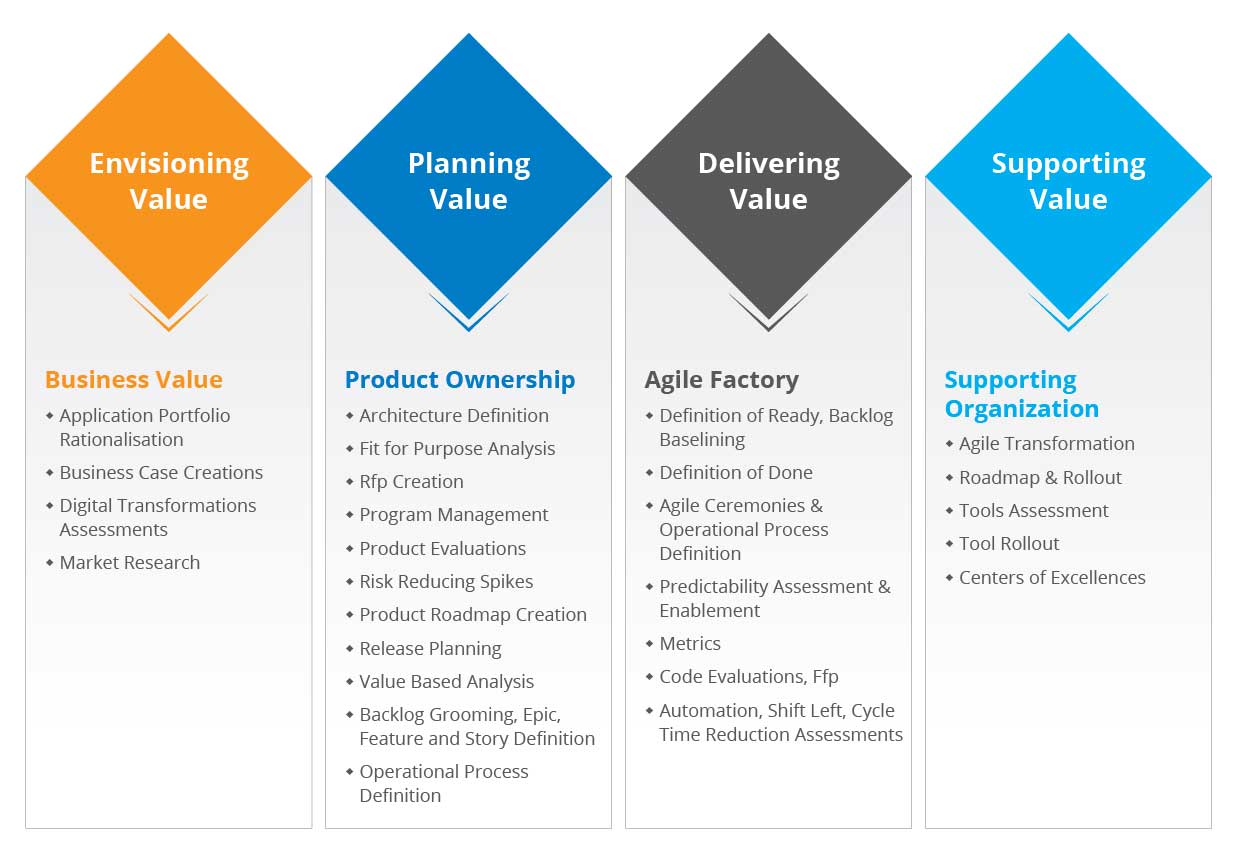 Envisioning
Value
Business Value
Application Portfolio
Rationalisation
Business Case Creations
Digital Transformations
Assessments
Market Research
Planning
Value
Product Ownership
Architecture Definition
Fit for Purpose Analysis
Rfp Creation
Program Management
Product Evaluations
Risk Reducing Spikes
Product Roadmap Creation
Release Planning
Value Based Analysis
Backlog Grooming, Epic,
Feature and Story Definition
Operational Process
Definition
Delivering
Value
Agile Factory
Definition of Ready, Backlog
Baselining
Definition of Done
Agile Ceremonies &
Operational Process
Definition
Predictability Assessment &
Enablement
Metrics
Code Evaluations, Ffp
Automation, Shift Left, Cycle
Time Reduction Assessments
Supporting
Value
Supporting
Organization
Agile Transformation
Roadmap & Rollout
Tools Assessment
Tool Rollout
Centers of Excellences